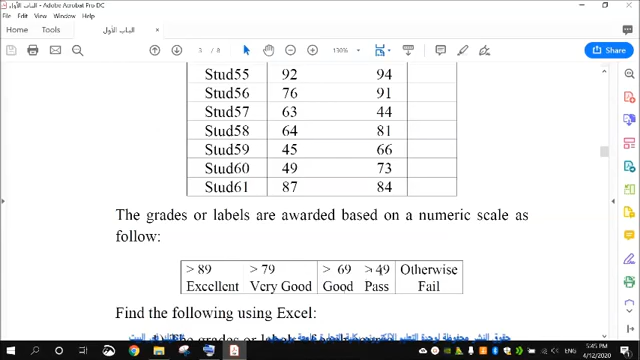 الباب الأول.pdf - Adobe Acrobat Pro DC
File Edit View Window Help
Home Tools الباب الأول.pdf ×
3 / 8 130% Share
Stud55 92 94
Stud56 76 91
Stud57 63 44
Stud58 64 81
Stud59 45 66
Stud60 49 73
Stud61 87 84
The grades or labels are awarded based on a numeric scale as
follow:
> 89 > 79 > 69 > 49 Otherwise
Excellent Very Good Good Pass Fail
Find the following using Excel:
5:45 PM
4/12/2020